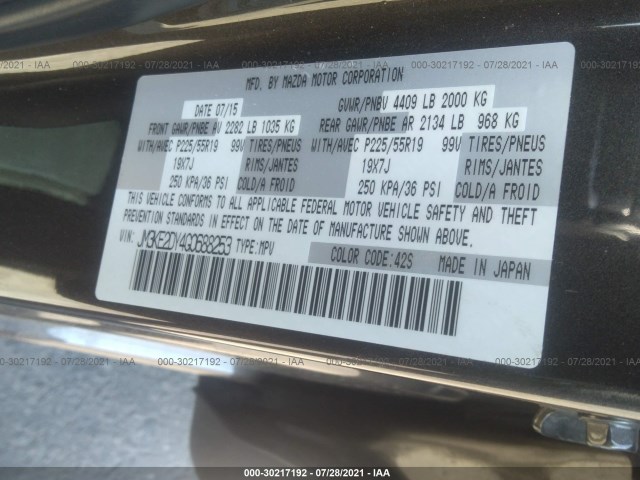 000-30217192 - 07/28/2021 - IAA
MFD. BY MAZDA MOTOR CORPORATION
DATE 07/15
GVWR/PNBV 4409 LB 2000 KG
FRONT GAWR/PNBE AV 2282 LB 1035 KG
REAR GAWR/PNBE AR 2134 LB 968 KG
WITH/AVEC P225/55R19 99V TIRES/PNEUS
WITH/AVEC P225/55R19 99V TIRES/PNEUS
19X7J RIMS/JANTES
19X7J RIMS/JANTES
250 KPA/36 PSI COLD/A FROID
250 KPA/36 PSI COLD/A FROID
THIS VEHICLE CONFORMS TO ALL APPLICABLE FEDERAL MOTOR VEHICLE SAFETY AND THEFT
PREVENTION STANDARDS IN EFFECT ON THE DATE OF MANUFACTURE SHOWN ABOVE.
VIN: JM3KE2DY4G0688253 TYPE:MPV
COLOR CODE:42S MADE IN JAPAN
000-30217192 - 07/28/2021 - IAA